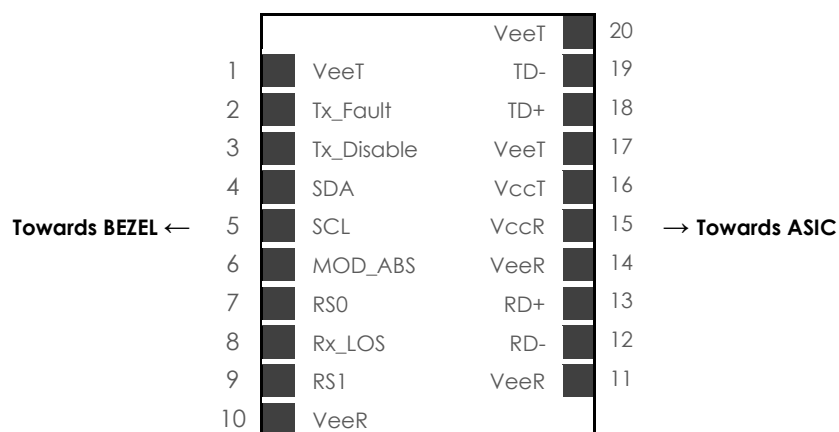 VeeT 20
1 VeeT TD- 19
2 Tx_Fault TD+ 18
3 Tx_Disable VeeT 17
4 SDA VccT 16
Towards BEZEL ← 5 SCL VccR 15 → Towards ASIC
6 MOD_ABS VeeR 14
7 RS0 RD+ 13
8 Rx_LOS RD- 12
9 RS1 VeeR 11
10 VeeR